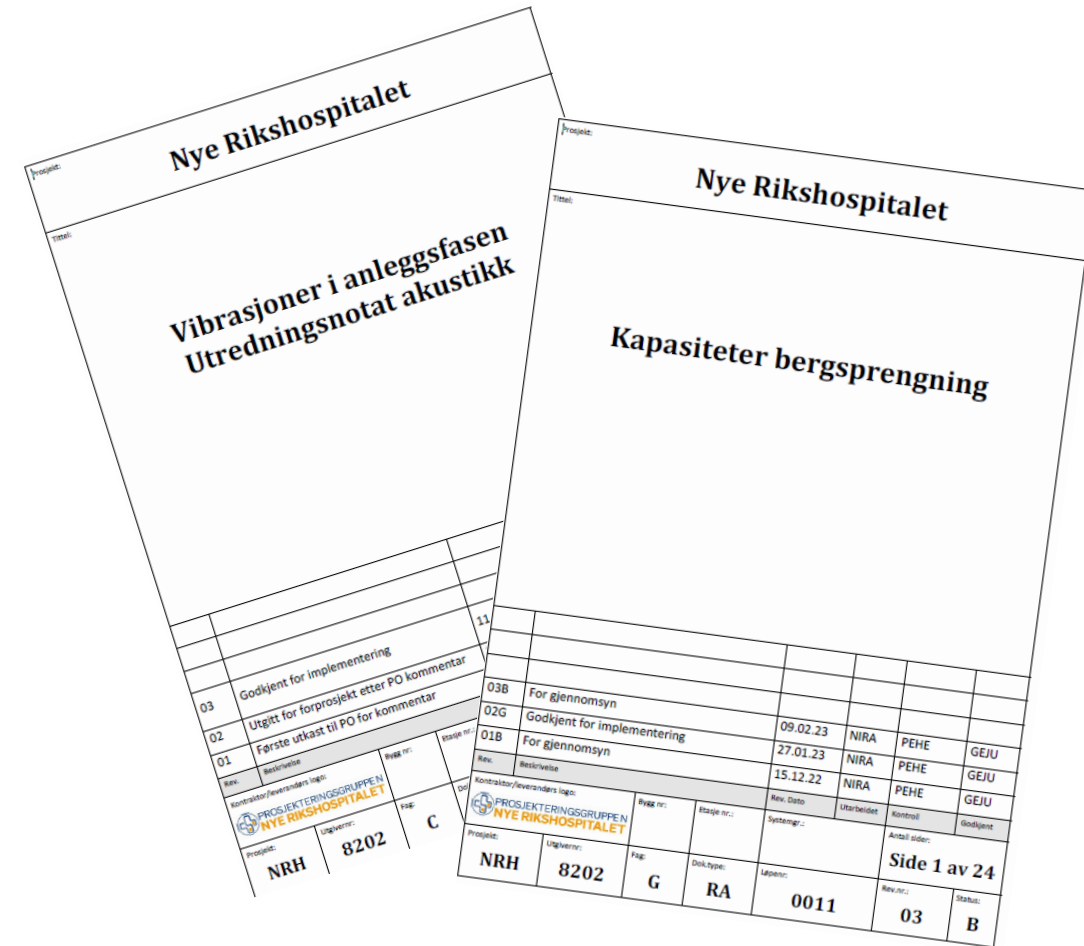 Prosjekt:
Nye Rikshospitalet
Tittel:
Vibrasjoner i anleggsfasen
Utredningsnotat akustikk
11
03 Godkjent for implementering
02 Utgitt for forprosjekt etter PO kommentar
01 Første utkast til PO for kommentar
Rev. Beskrivelse
Kontraktor/leverandørs logo: Bygg nr: Etasje nr.:
PROSJEKTERINGSGRUPPEN
NYE RIKSHOSPITALET
Prosjekt: Utgivernr: Fag:
NRH 8202 C
Prosjekt:
Nye Rikshospitalet
Tittel:
Kapasiteter bergsprengning
03B For gjennomsyn 09.02.23 NIRA PEHE GEJU
02G Godkjent for implementering 27.01.23 NIRA PEHE GEJU
01B For gjennomsyn 15.12.22 NIRA PEHE GEJU
Rev. Beskrivelse Rev. Dato Utarbeidet Kontroll Godkjent
Kontraktor/leverandørs logo: Bygg nr: Etasje nr.: Systemgr.: Antall sider:
PROSJEKTERINGSGRUPPEN
NYE RIKSHOSPITALET
Side 1 av 24
Prosjekt: Utgivernr: Fag: Dok.type: Løpenr: Rev.nr.: Status:
NRH 8202 G RA 0011 03 B